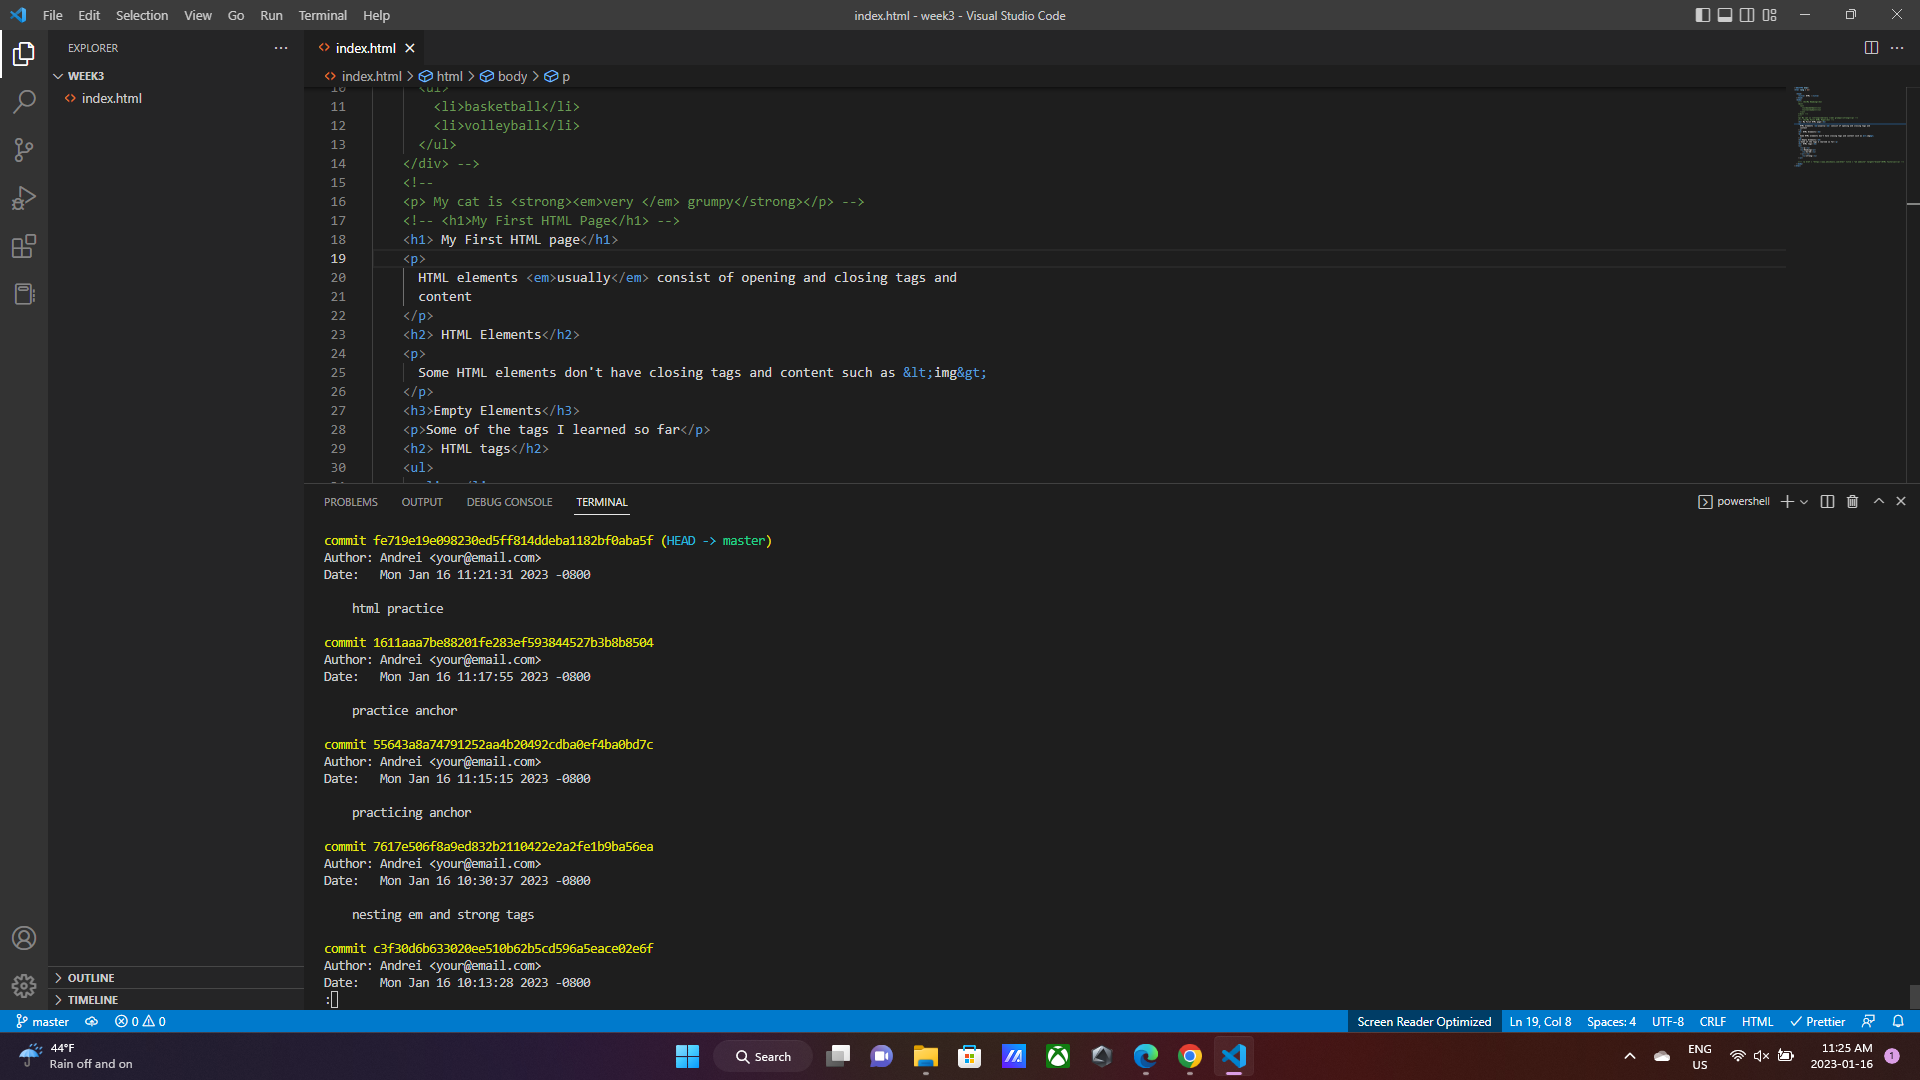 File Edit Selection View Go Run Terminal Help
index.html - week3 - Visual Studio Code
EXPLORER
WEEK3
index.html
index.html
index.html > html > body > p
10 <ul>
11 <li>basketball</li>
12 <li>volleyball</li>
13 </ul>
14 </div> -->
15 <!--
16 <p> My cat is <strong><em>very </em> grumpy</strong></p> -->
17 <!-- <h1>My First HTML Page</h1> -->
18 <h1> My First HTML page</h1>
19 <p>
20 HTML elements <em>usually</em> consist of opening and closing tags and
21 content
22 </p>
23 <h2> HTML Elements</h2>
24 <p>
25 Some HTML elements don't have closing tags and content such as &lt;img&gt;
26 </p>
27 <h3>Empty Elements</h3>
28 <p>Some of the tags I learned so far</p>
29 <h2> HTML tags</h2>
30 <ul>
PROBLEMS OUTPUT DEBUG CONSOLE TERMINAL
powershell
commit fe719e19e098230ed5ff814ddeba1182bf0aba5f (HEAD -> master)
Author: Andrei <your@email.com>
Date: Mon Jan 16 11:21:31 2023 -0800
html practice
commit 1611aaa7be88201fe283ef593844527b3b8b8504
Author: Andrei <your@email.com>
Date: Mon Jan 16 11:17:55 2023 -0800
practice anchor
commit 55643a8a74791252aa4b20492cdba0ef4ba0bd7c
Author: Andrei <your@email.com>
Date: Mon Jan 16 11:15:15 2023 -0800
practicing anchor
commit 7617e506f8a9ed832b2110422e2a2fe1b9ba56ea
Author: Andrei <your@email.com>
Date: Mon Jan 16 10:30:37 2023 -0800
nesting em and strong tags
commit c3f30d6b633020ee510b62b5cd596a5eace02e6f
Author: Andrei <your@email.com>
Date: Mon Jan 16 10:13:28 2023 -0800
:
OUTLINE
TIMELINE
master 0 0
Screen Reader Optimized Ln 19, Col 8 Spaces: 4 UTF-8 CRLF HTML Prettier
44°F
Rain off and on
Search
ENG
US
11:25 AM
2023-01-16
1